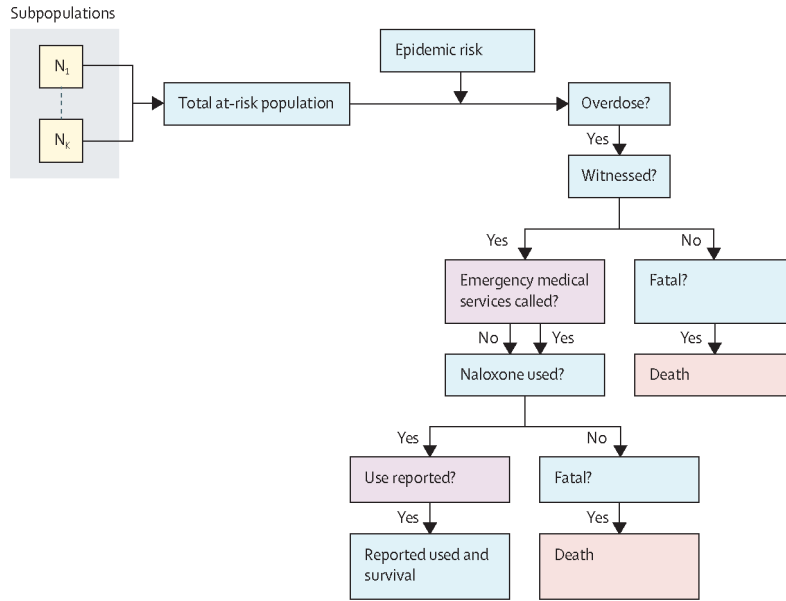 Subpopulations
N1
NK
Total at-risk population
Epidemic risk
Overdose?
Yes
Witnessed?
Yes
No
Emergency medical
services called?
Fatal?
No
Yes
Yes
Naloxone used?
Death
Yes
No
Use reported?
Fatal?
Yes
Yes
Reported used and
survival
Death